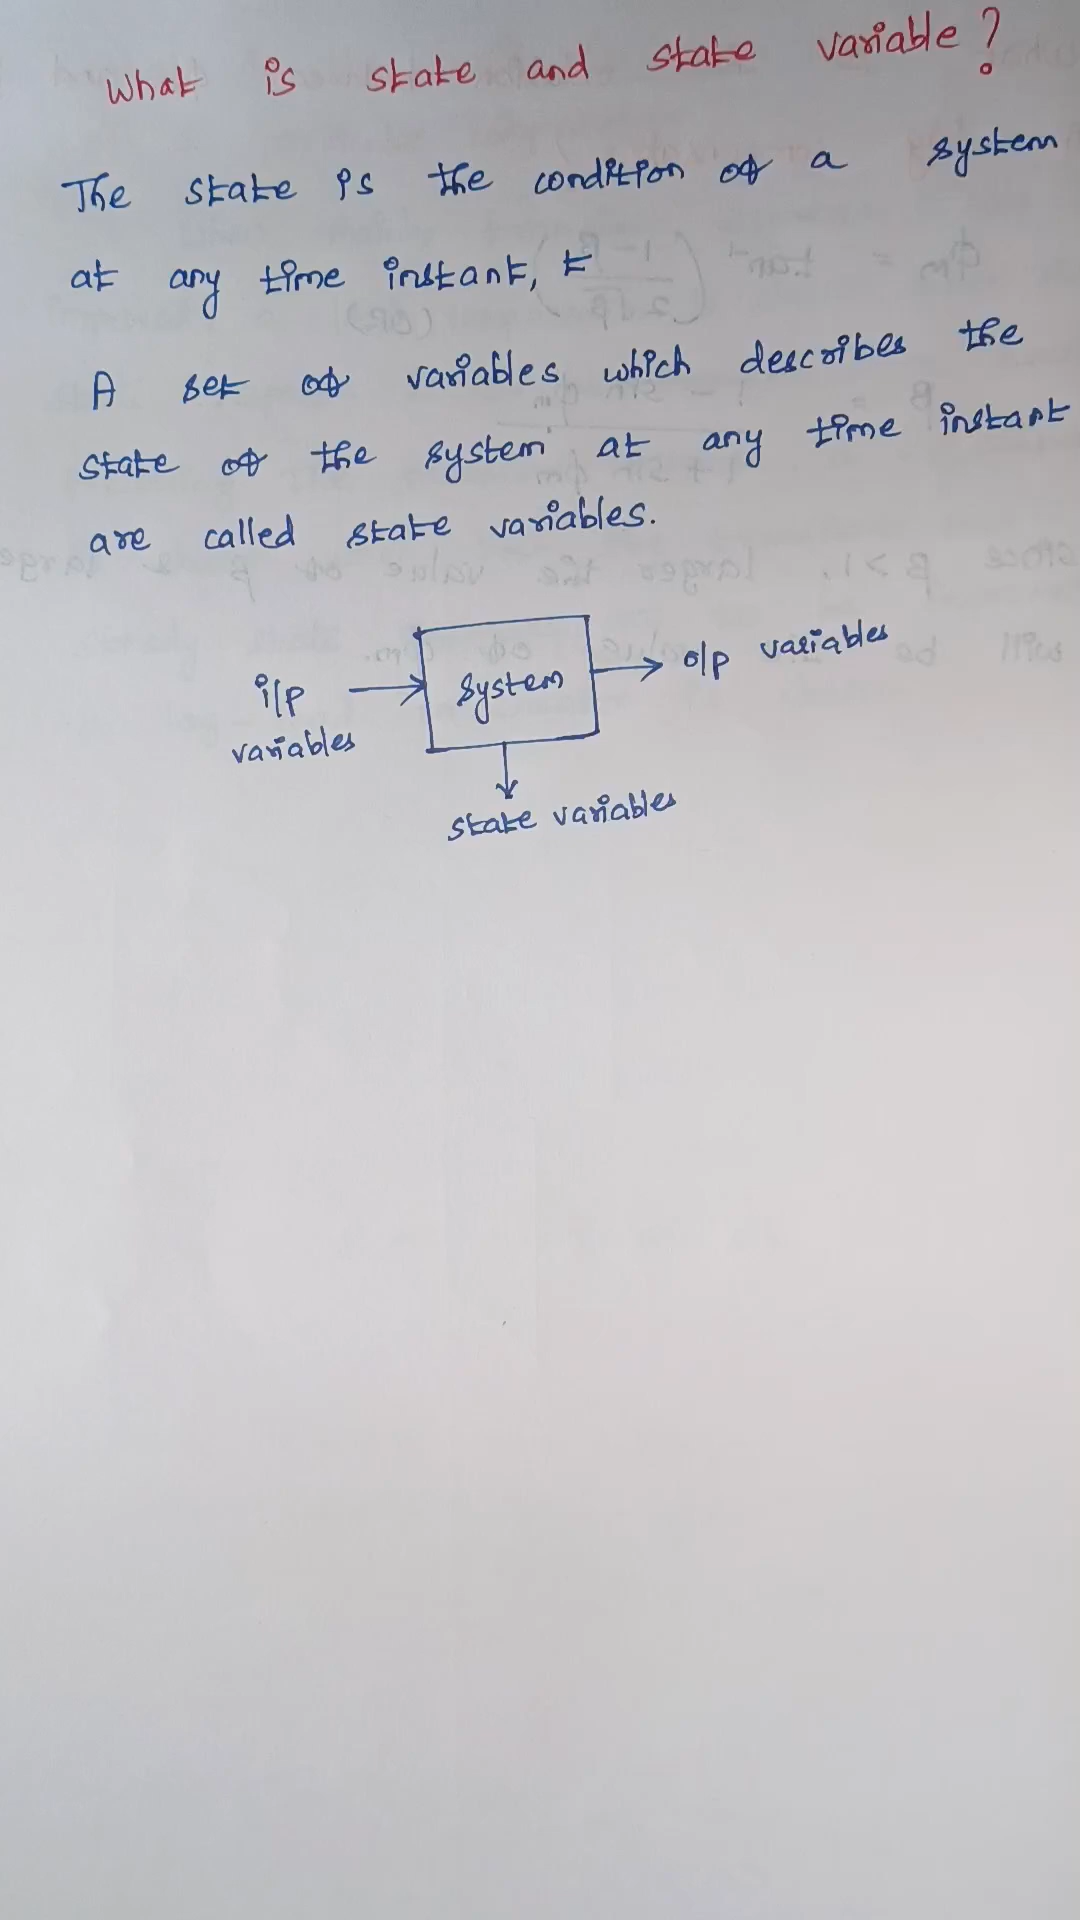 What is state and state variable?
The state is the condition of a system
at any time instant, t
A set of variables which describes the
state of the system at any time instant
are called state variables.
i/p variables
system
o/p variables
state variables